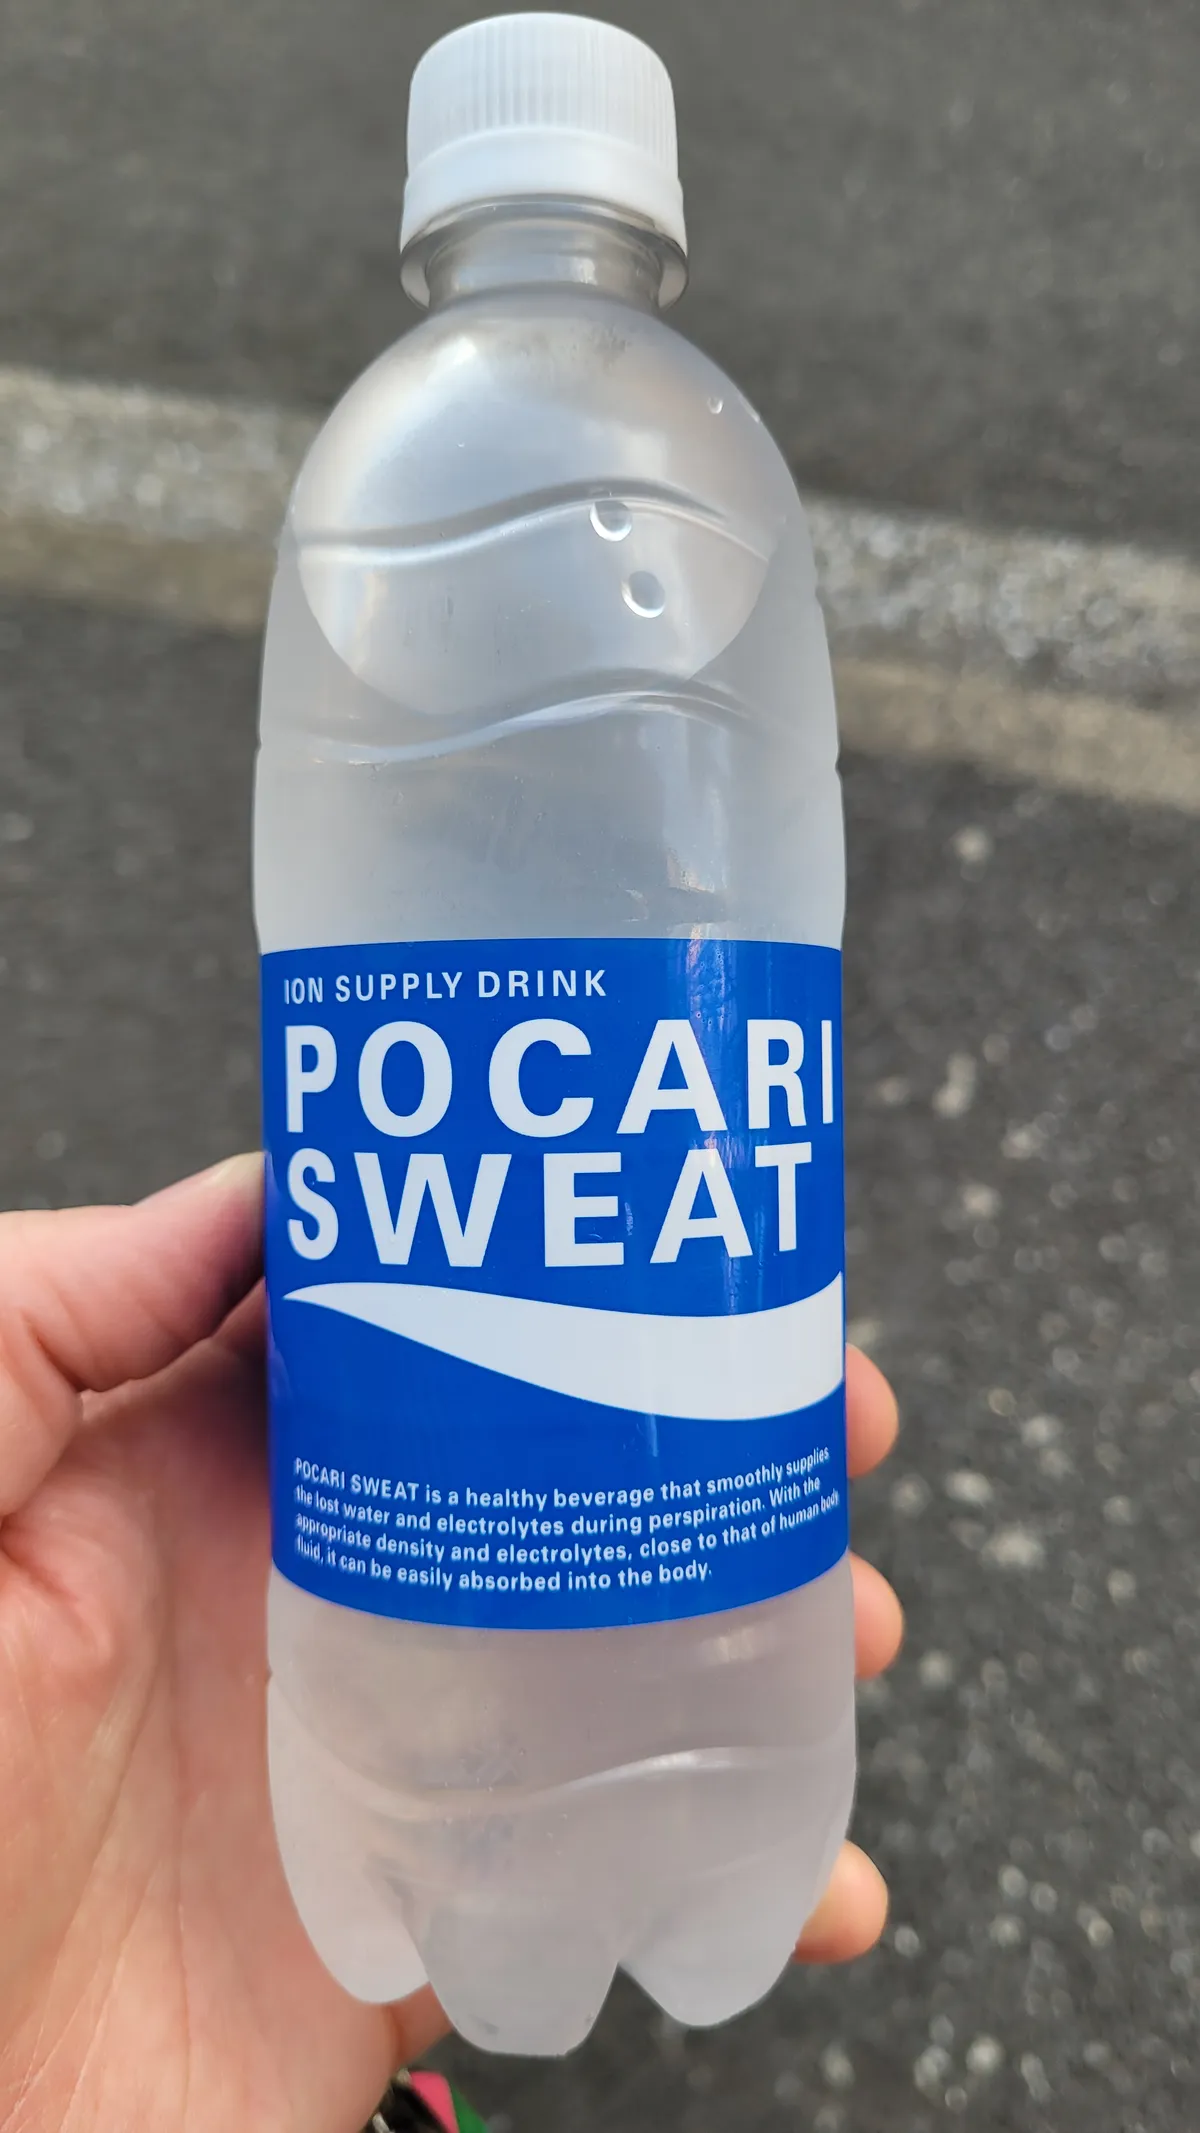 ION SUPPLY DRINK
POCARI
SWEAT
POCARI SWEAT is a healthy beverage that smoothly supplies
the lost water and electrolytes during perspiration. With the
appropriate density and electrolytes, close to that of human body
fluid, it can be easily absorbed into the body.